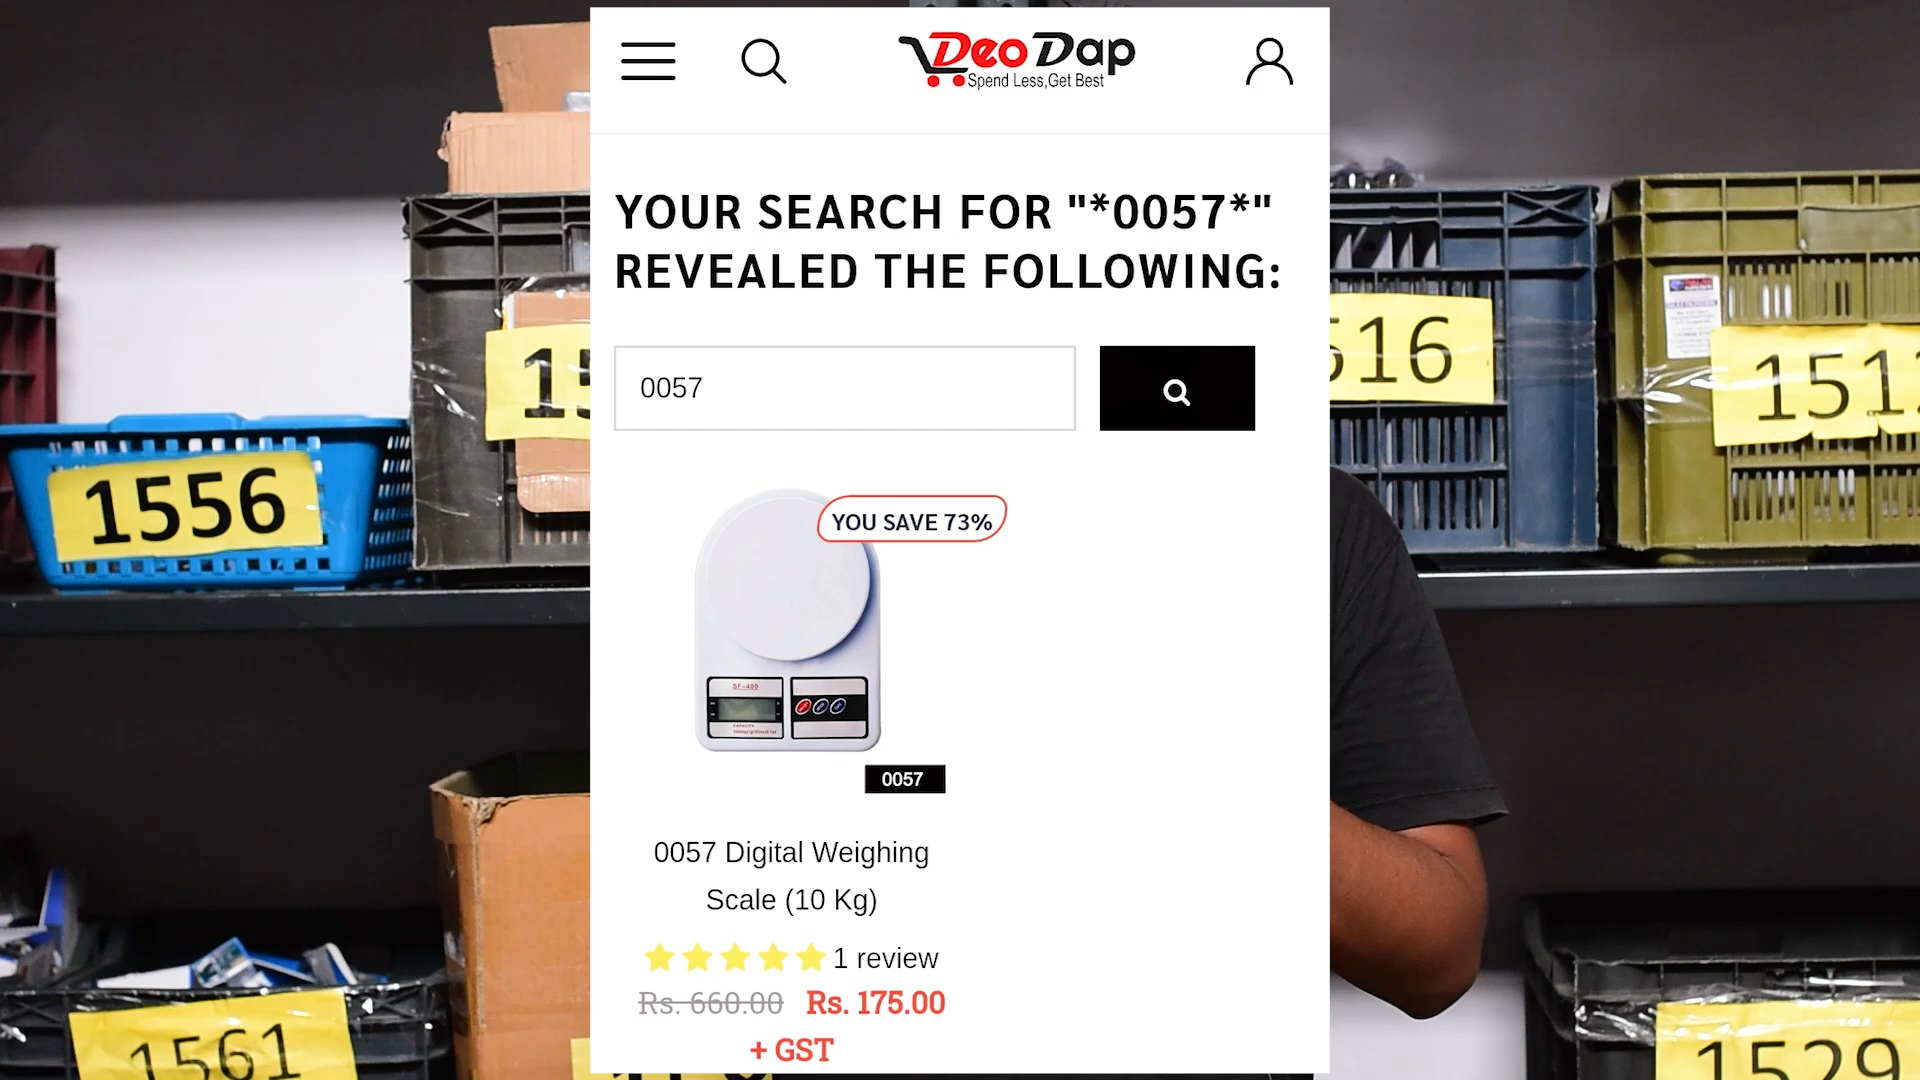 DeoDap
Spend Less,Get Best
YOUR SEARCH FOR "*0057*"
REVEALED THE FOLLOWING:
0057
YOU SAVE 73%
SF-400
CAPACITY:
0057
0057 Digital Weighing
Scale (10 Kg)
1 review
Rs. 660.00 Rs. 175.00
+ GST
1556
15
516
151
1561
1529